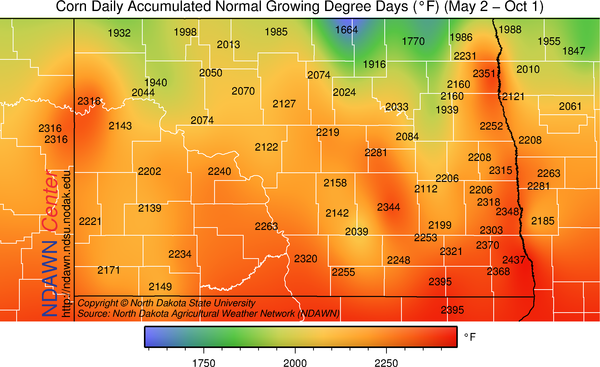 Corn Daily Accumulated Normal Growing Degree Days (°F) (May 2 − Oct 1)
1932 1998 2013 1985 1664 1770 1986 1988 1955 1847
1916 2231
2050 2074 2351 2010
1940 2044 2070 2024 2160 2160 2121
2316 2127 2033 1939 2061
2316 2143 2074 2219 2084 2252
2316 2122 2281 2208 2208
2202 2240 2158 2112 2206 2315 2263
2206 2281
2139 2142 2344 2318 2348
2221 2263 2039 2199 2303 2185
2253 2370
2234 2320 2248 2321 2437
2171 2255 2368
2149 2395
2395
NDAWN Center
http://ndawn.ndsu.nodak.edu
Copyright © North Dakota State University
Source: North Dakota Agricultural Weather Network (NDAWN)
°F
1750 2000 2250